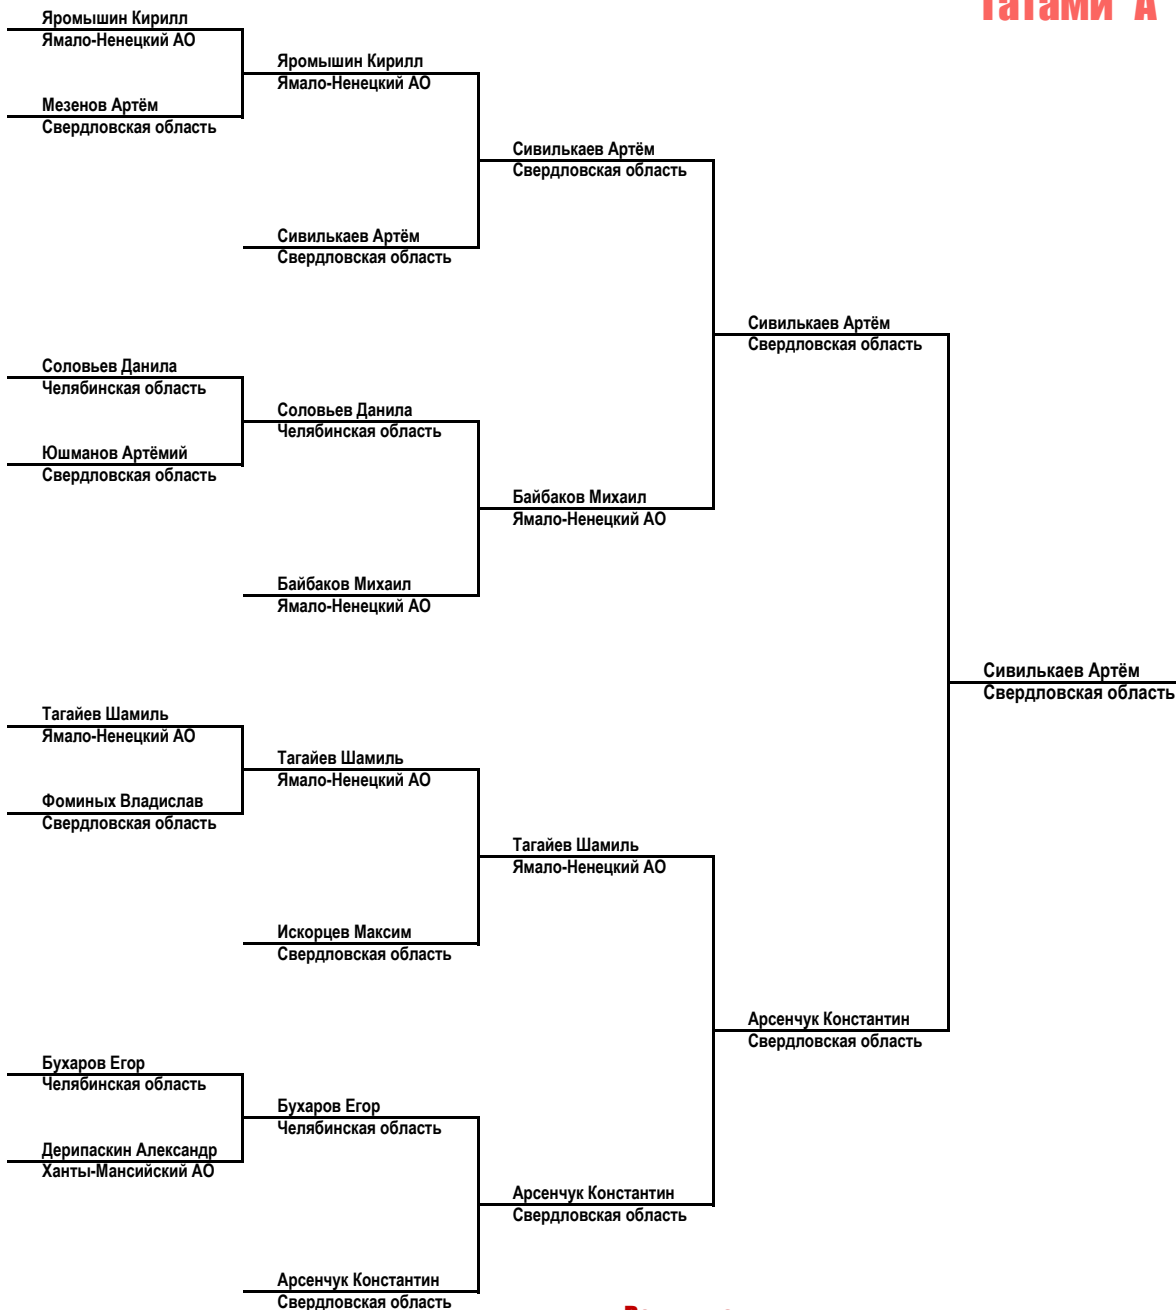 Татами А
Яромышин Кирилл
Ямало-Ненецкий АО
Яромышин Кирилл
Ямало-Ненецкий АО
Мезенов Артём
Свердловская область
Сивилькаев Артём
Свердловская область
Сивилькаев Артём
Свердловская область
Сивилькаев Артём
Свердловская область
Соловьев Данила
Челябинская область
Соловьев Данила
Челябинская область
Юшманов Артёмий
Свердловская область
Байбаков Михаил
Ямало-Ненецкий АО
Байбаков Михаил
Ямало-Ненецкий АО
Сивилькаев Артём
Свердловская область
Тагайев Шамиль
Ямало-Ненецкий АО
Тагайев Шамиль
Ямало-Ненецкий АО
Фоминых Владислав
Свердловская область
Тагайев Шамиль
Ямало-Ненецкий АО
Искорцев Максим
Свердловская область
Арсенчук Константин
Свердловская область
Бухаров Егор
Челябинская область
Бухаров Егор
Челябинская область
Дерипаскин Александр
Ханты-Мансийский АО
Арсенчук Константин
Свердловская область
Арсенчук Константин
Свердловская область